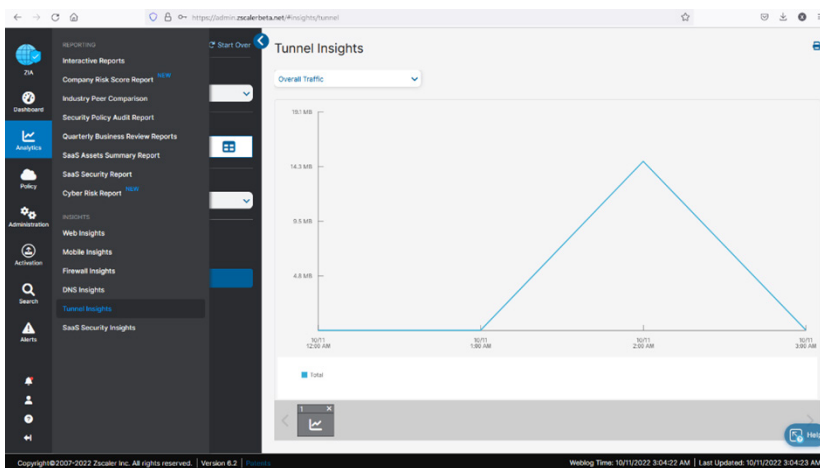 https://admin.zscalerbeta.net/#insights/tunnel
ZIA
Dashboard
Analytics
Policy
Administration
Activation
Search
Alerts
REPORTING
Interactive Reports
Company Risk Score Report NEW
Industry Peer Comparison
Security Policy Audit Report
Quarterly Business Review Reports
SaaS Assets Summary Report
SaaS Security Report
Cyber Risk Report NEW
INSIGHTS
Web Insights
Mobile Insights
Firewall Insights
DNS Insights
Tunnel Insights
SaaS Security Insights
Start Over
Tunnel Insights
Overall Traffic
19.1 MB
14.3 MB
9.5 MB
4.8 MB
10/11
12:00 AM
10/11
1:00 AM
10/11
2:00 AM
10/11
3:00 AM
Total
1
Help
Copyright©2007-2022 Zscaler Inc. All rights reserved. | Version 6.2 | Patents
Weblog Time: 10/11/2022 3:04:22 AM | Last Updated: 10/11/2022 3:04:23 AM